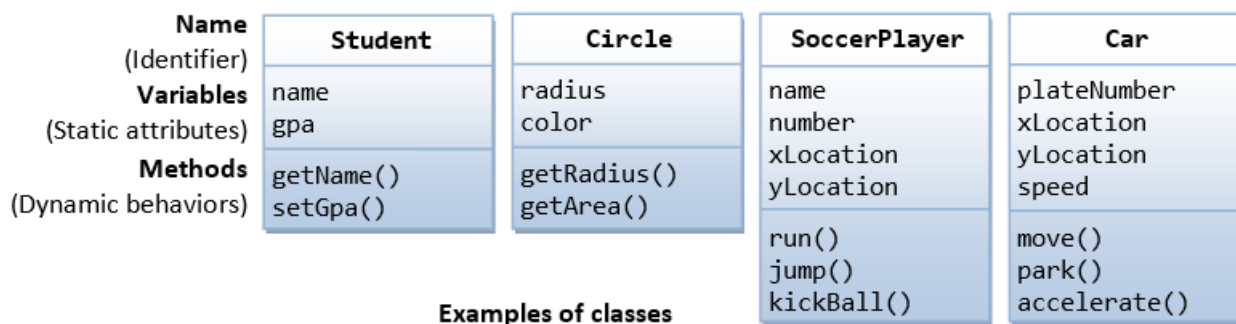 Name
(Identifier)
Variables
(Static attributes)
Methods
(Dynamic behaviors)
Student
name
gpa
getName()
setGpa()
Circle
radius
color
getRadius()
getArea()
SoccerPlayer
name
number
xLocation
yLocation
run()
jump()
kickBall()
Car
plateNumber
xLocation
yLocation
speed
move()
park()
accelerate()
Examples of classes